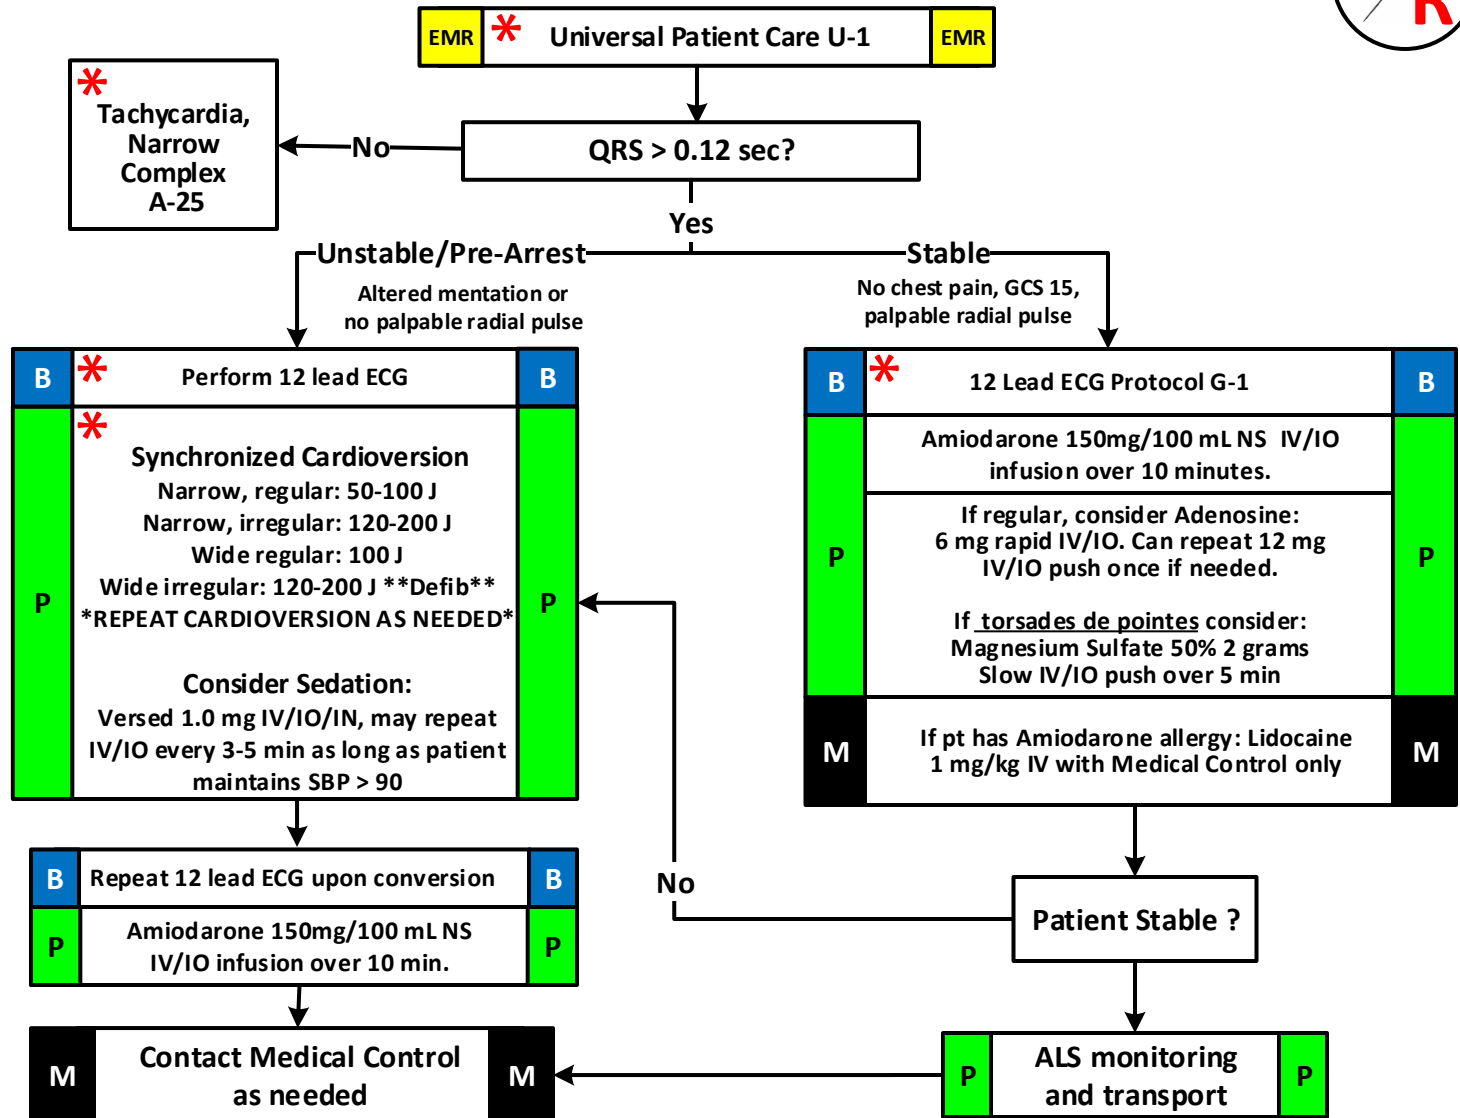 R
EMR * Universal Patient Care U-1 EMR
*
Tachycardia,
Narrow
Complex
A-25
No
QRS > 0.12 sec?
Yes
Unstable/Pre-Arrest
Altered mentation or
no palpable radial pulse
Stable
No chest pain, GCS 15,
palpable radial pulse
B * Perform 12 lead ECG B
P * P
Synchronized Cardioversion
Narrow, regular: 50-100 J
Narrow, irregular: 120-200 J
Wide regular: 100 J
Wide irregular: 120-200 J **Defib**
*REPEAT CARDIOVERSION AS NEEDED*
Consider Sedation:
Versed 1.0 mg IV/IO/IN, may repeat
IV/IO every 3-5 min as long as patient
maintains SBP > 90
B Repeat 12 lead ECG upon conversion B
P Amiodarone 150mg/100 mL NS P
IV/IO infusion over 10 min.
B * 12 Lead ECG Protocol G-1 B
Amiodarone 150mg/100 mL NS IV/IO
infusion over 10 minutes.
P P
If regular, consider Adenosine:
6 mg rapid IV/IO. Can repeat 12 mg
IV/IO push once if needed.
If torsades de pointes consider:
Magnesium Sulfate 50% 2 grams
Slow IV/IO push over 5 min
M If pt has Amiodarone allergy: Lidocaine M
1 mg/kg IV with Medical Control only
No
Patient Stable ?
M Contact Medical Control M
as needed
P ALS monitoring P
and transport